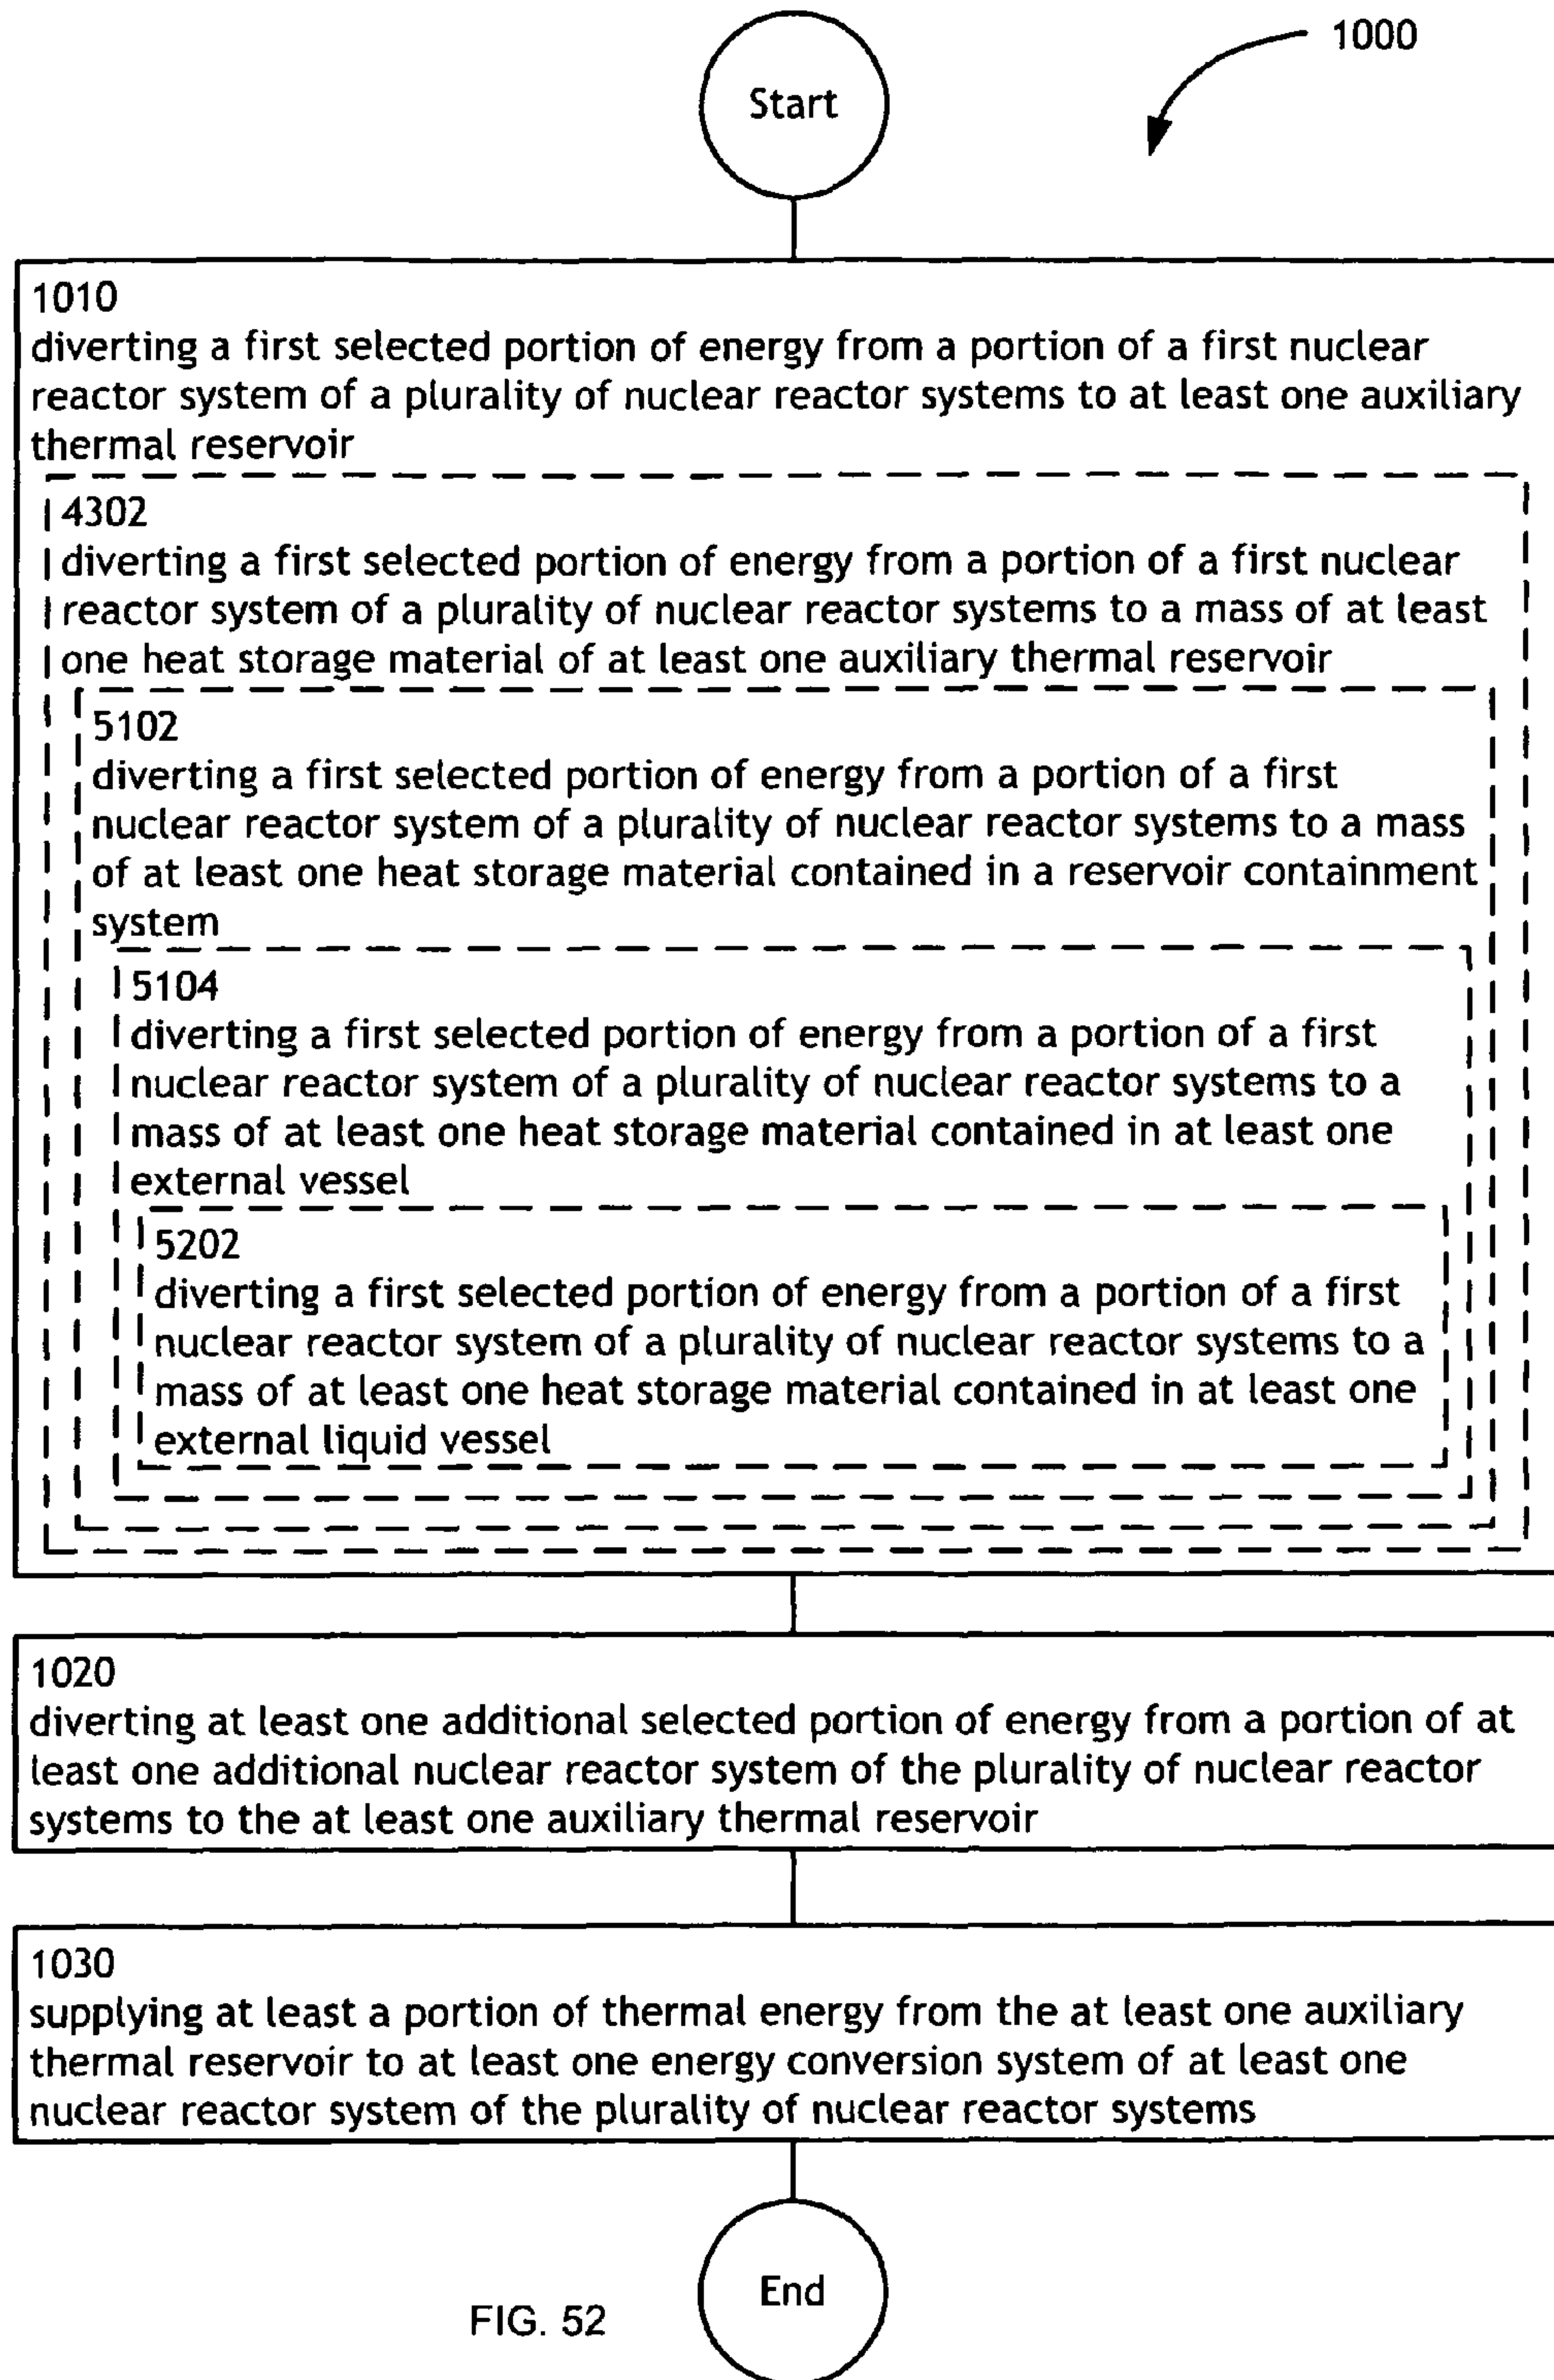 1000
Start
1010
diverting a first selected portion of energy from a portion of a first nuclear
reactor system of a plurality of nuclear reactor systems to at least one auxiliary
thermal reservoir
4302
diverting a first selected portion of energy from a portion of a first nuclear
reactor system of a plurality of nuclear reactor systems to a mass of at least
one heat storage material of at least one auxiliary thermal reservoir
5102
diverting a first selected portion of energy from a portion of a first
nuclear reactor system of a plurality of nuclear reactor systems to a mass
of at least one heat storage material contained in a reservoir containment
system
5104
diverting a first selected portion of energy from a portion of a first
nuclear reactor system of a plurality of nuclear reactor systems to a
mass of at least one heat storage material contained in at least one
external vessel
5202
diverting a first selected portion of energy from a portion of a first
nuclear reactor system of a plurality of nuclear reactor systems to a
mass of at least one heat storage material contained in at least one
external liquid vessel
1020
diverting at least one additional selected portion of energy from a portion of at
least one additional nuclear reactor system of the plurality of nuclear reactor
systems to the at least one auxiliary thermal reservoir
1030
supplying at least a portion of thermal energy from the at least one auxiliary
thermal reservoir to at least one energy conversion system of at least one
nuclear reactor system of the plurality of nuclear reactor systems
End
FIG. 52